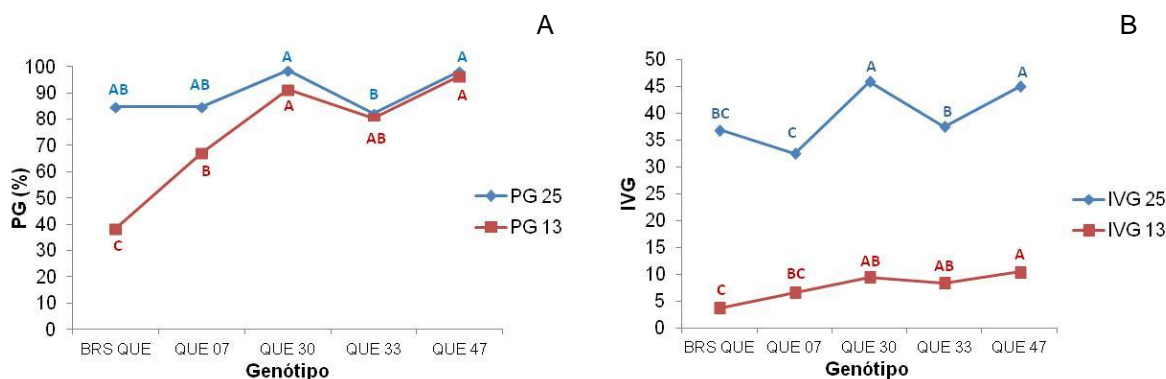 A
100
90
80
70
60
50
40
30
20
10
0
PG (%)
AB
AB
A
B
A
C
B
A
AB
A
PG 25
PG 13
BRS QUE
QUE 07
QUE 30
QUE 33
QUE 47
Genótipo
B
50
45
40
35
30
25
20
15
10
5
0
IVG
BC
C
A
B
A
C
BC
AB
AB
A
IVG 25
IVG 13
BRS QUE
QUE 07
QUE 30
QUE 33
QUE 47
Genótipo